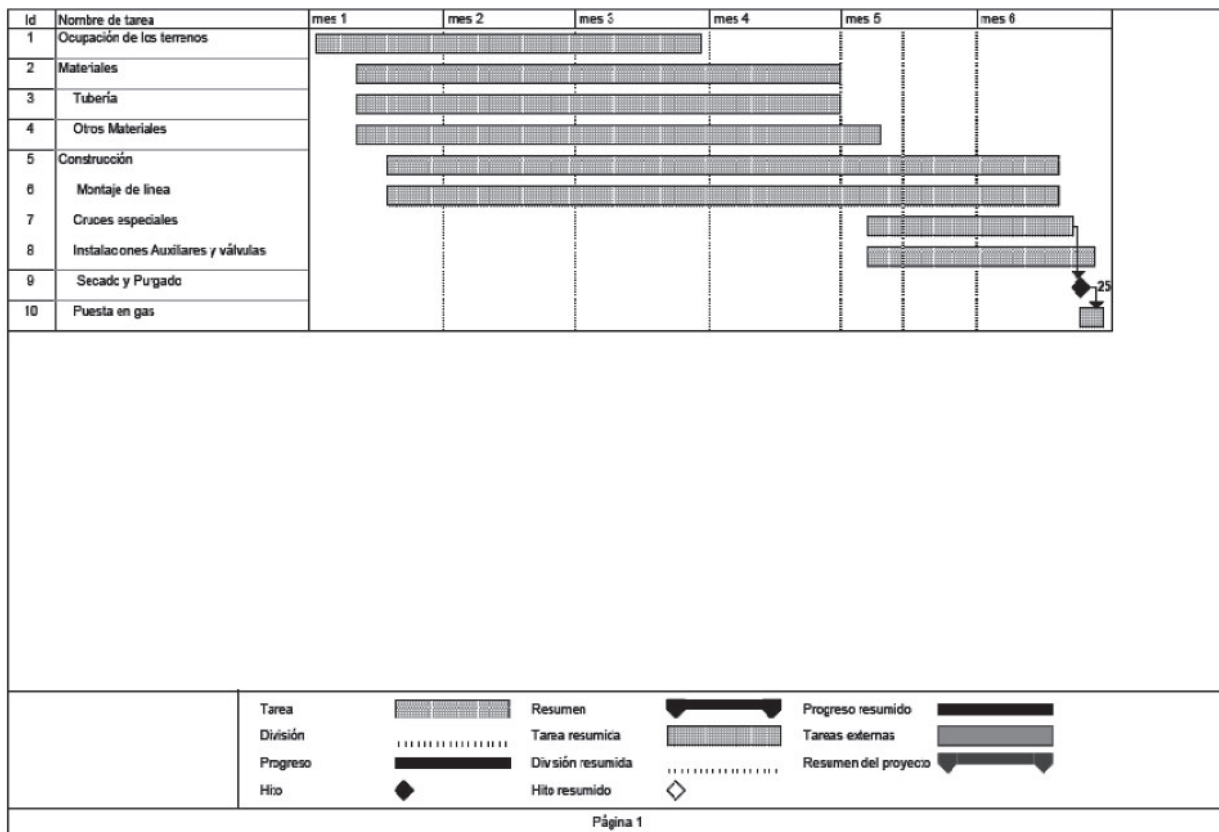 Id Nombre de tarea mes 1 mes 2 mes 3 mes 4 mes 5 mes 6
1 Ocupación de los terrenos
2 Materiales
3 Tubería
4 Otros Materiales
5 Construcción
6 Montaje de línea
7 Cruces especiales
8 Instalaciones Auxiliares y válvulas
9 Secado y Purgado 25
10 Puesta en gas
Tarea Resumen Progreso resumido
División Tarea resumida Tareas externas
Progreso División resumida Resumen del proyecto
Hito Hito resumido
Página 1